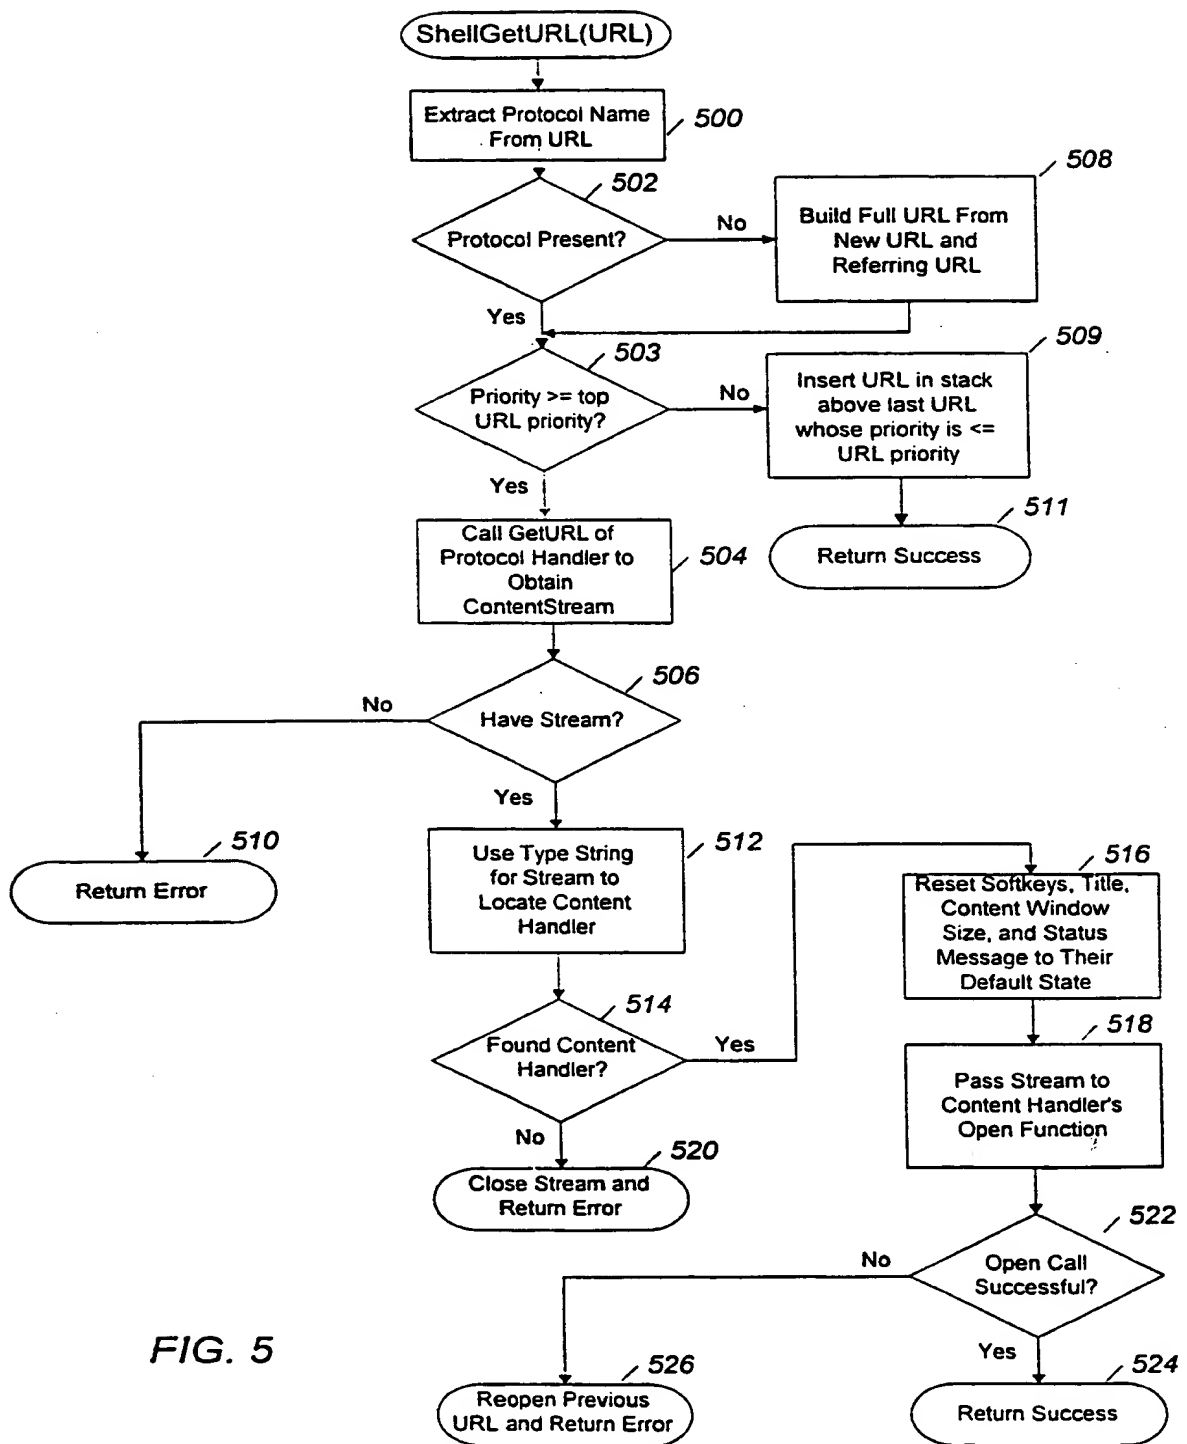 ShellGetURL(URL)
Extract Protocol Name
From URL
500
502
Protocol Present?
No
Yes
508
Build Full URL From
New URL and
Referring URL
503
Priority >= top
URL priority?
No
Yes
509
Insert URL in stack
above last URL
whose priority is <=
URL priority
511
Return Success
Call GetURL of
Protocol Handler to
Obtain
ContentStream
504
506
Have Stream?
No
Yes
510
Return Error
Use Type String
for Stream to
Locate Content
Handler
512
514
Found Content
Handler?
Yes
No
516
Reset Softkeys, Title,
Content Window
Size, and Status
Message to Their
Default State
518
Pass Stream to
Content Handler's
Open Function
520
Close Stream and
Return Error
522
Open Call
Successful?
No
Yes
526
Reopen Previous
URL and Return Error
524
Return Success
FIG. 5